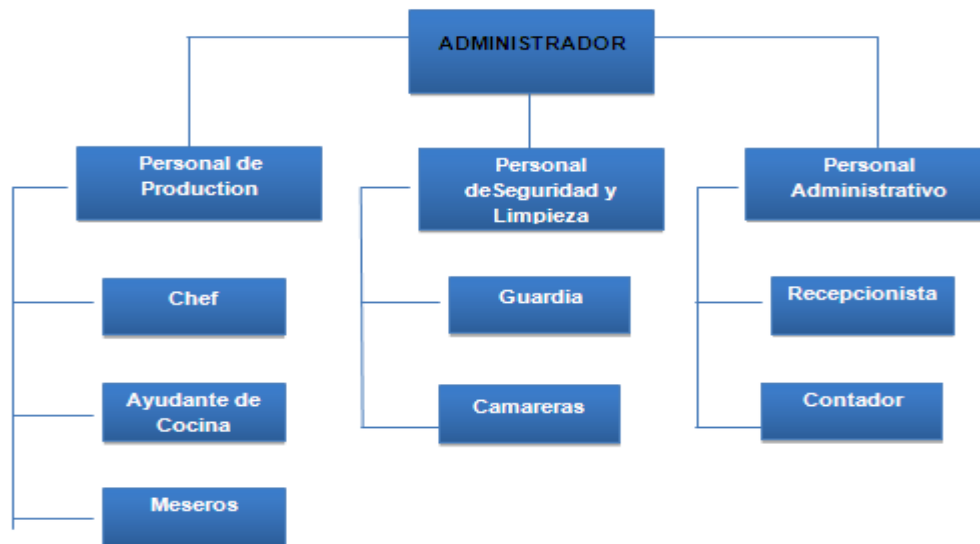 ADMINISTRADOR
Personal de
Production
Personal
deSeguridad y
Limpieza
Personal
Administrativo
Chef
Guardia
Recepcionista
Ayudante de
Cocina
Camareras
Contador
Meseros